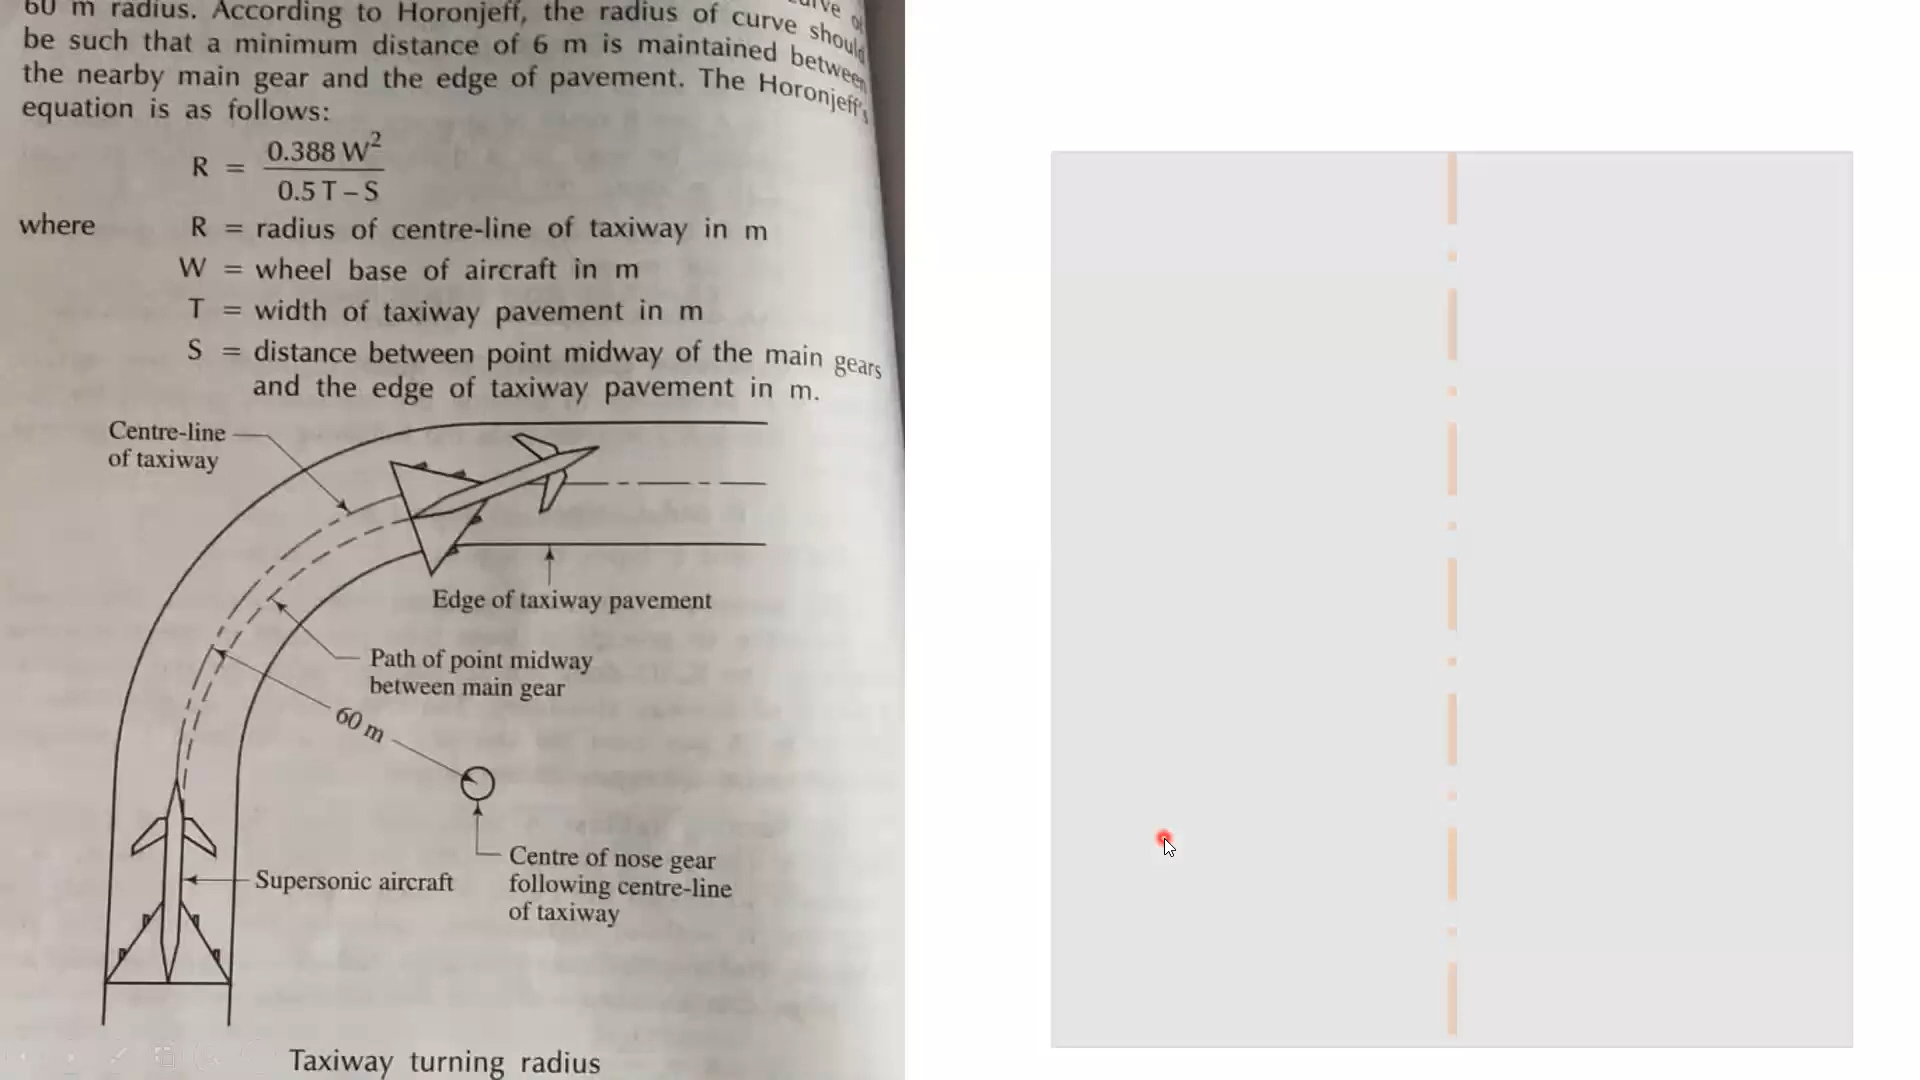 60 m radius. According to Horonjeff, the radius of curve should
be such that a minimum distance of 6 m is maintained between
the nearby main gear and the edge of pavement. The Horonjeff's
equation is as follows:
R = 0.388 W² / 0.5 T – S
where R = radius of centre-line of taxiway in m
W = wheel base of aircraft in m
T = width of taxiway pavement in m
S = distance between point midway of the main gears
and the edge of taxiway pavement in m.
Centre-line
of taxiway
Edge of taxiway pavement
Path of point midway
between main gear
60 m
Centre of nose gear
following centre-line
of taxiway
Supersonic aircraft
Taxiway turning radius